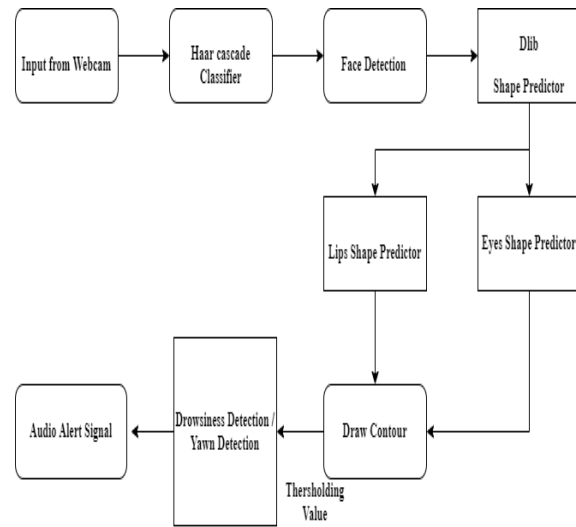 Input from Webcam
Haar cascade
Classifier
Face Detection
Dlib
Shape Predictor
Lips Shape Predictor
Eyes Shape Predictor
Audio Alert Signal
Drowsiness Detection /
Yawn Detection
Draw Contour
Thersholding
Value